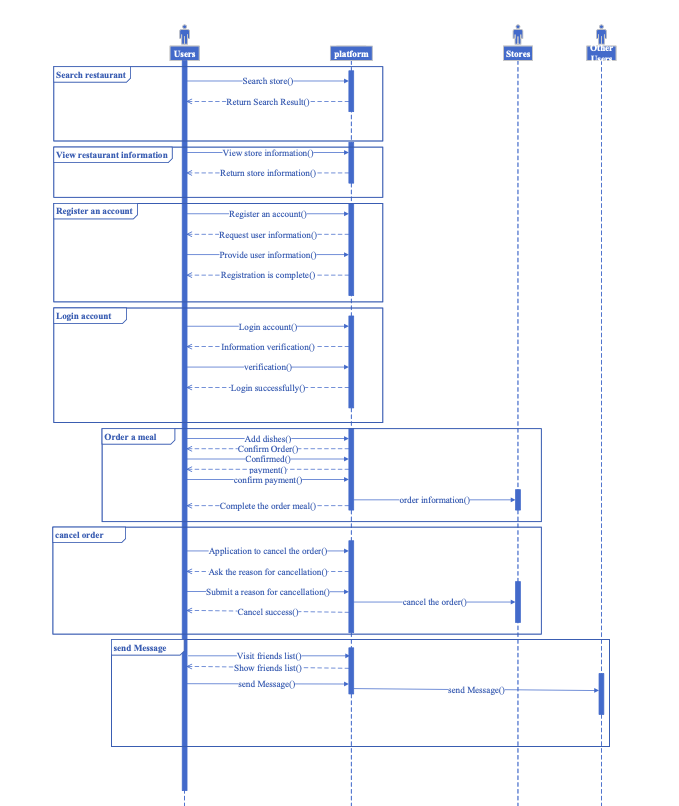 Users
platform
Stores
Other Users
Search restaurant
Search store()
Return Search Result()
View restaurant information
View store information()
Return store information()
Register an account
Register an account()
Request user information()
Provide user information()
Registration is complete()
Login account
Login account()
Information verification()
verification()
Login successfully()
Order a meal
Add dishes()
Confirm Order()
Confirmed()
payment()
confirm payment()
order information()
Complete the order meal()
cancel order
Application to cancel the order()
Ask the reason for cancellation()
Submit a reason for cancellation()
cancel the order()
Cancel success()
send Message
Visit friends list()
Show friends list()
send Message()
send Message()